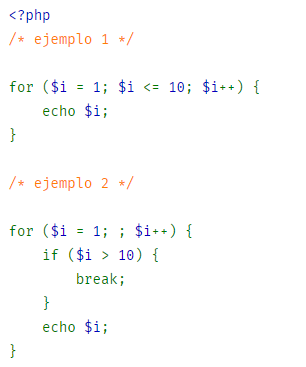 <?php
/* ejemplo 1 */

for ($i = 1; $i <= 10; $i++) {
    echo $i;
}

/* ejemplo 2 */

for ($i = 1; ; $i++) {
    if ($i > 10) {
        break;
    }
    echo $i;
}